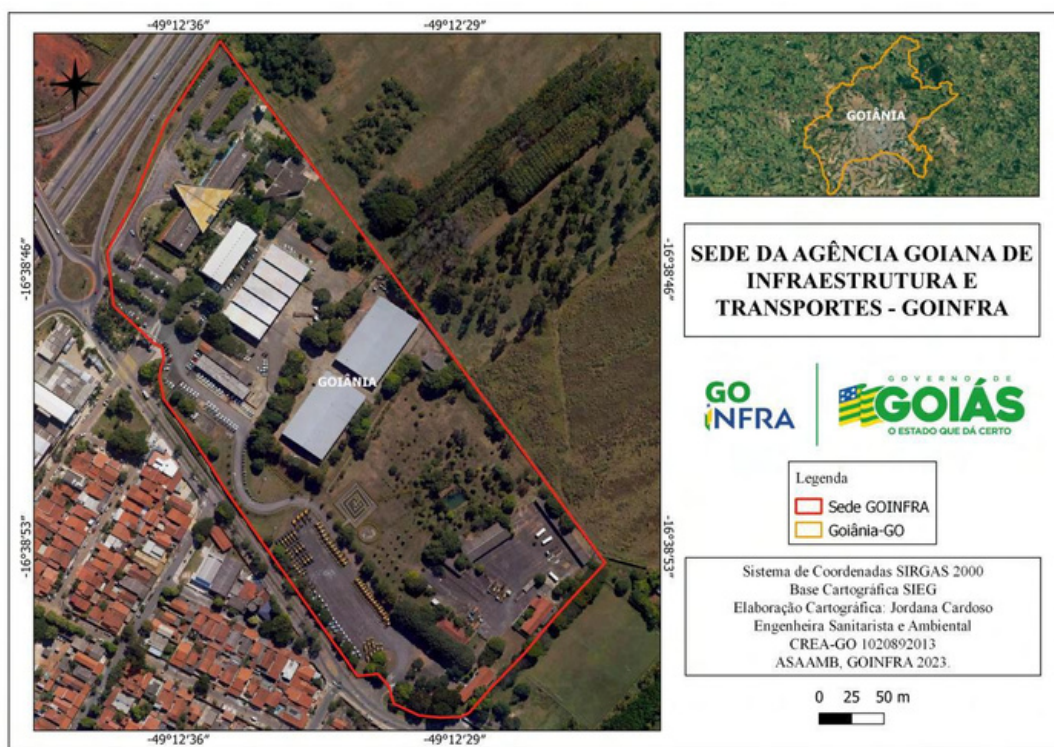 -49°12′36″
-49°12′29″
-16°38′46″
-16°38′46″
GOIÂNIA
-16°38′53″
-16°38′53″
-49°12′36″
-49°12′29″
GOIÂNIA
SEDE DA AGÊNCIA GOIANA DE
INFRAESTRUTURA E
TRANSPORTES - GOINFRA
GO
INFRA
GOVERNO DE
GOIÁS
O ESTADO QUE DÁ CERTO
Legenda
Sede GOINFRA
Goiânia-GO
Sistema de Coordenadas SIRGAS 2000
Base Cartográfica SIEG
Elaboração Cartográfica: Jordana Cardoso
Engenheira Sanitarista e Ambiental
CREA-GO 1020892013
ASAAMB, GOINFRA 2023.
0 25 50 m